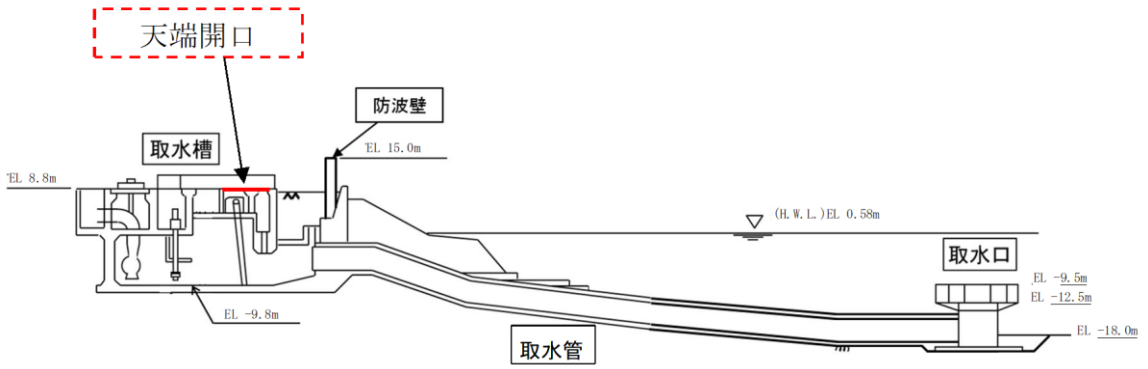 天端開口
防波壁
取水槽
EL 15.0m
EL 8.8m
(H.W.L.)EL 0.58m
取水口
EL -9.5m
EL -12.5m
EL -9.8m
EL -18.0m
取水管